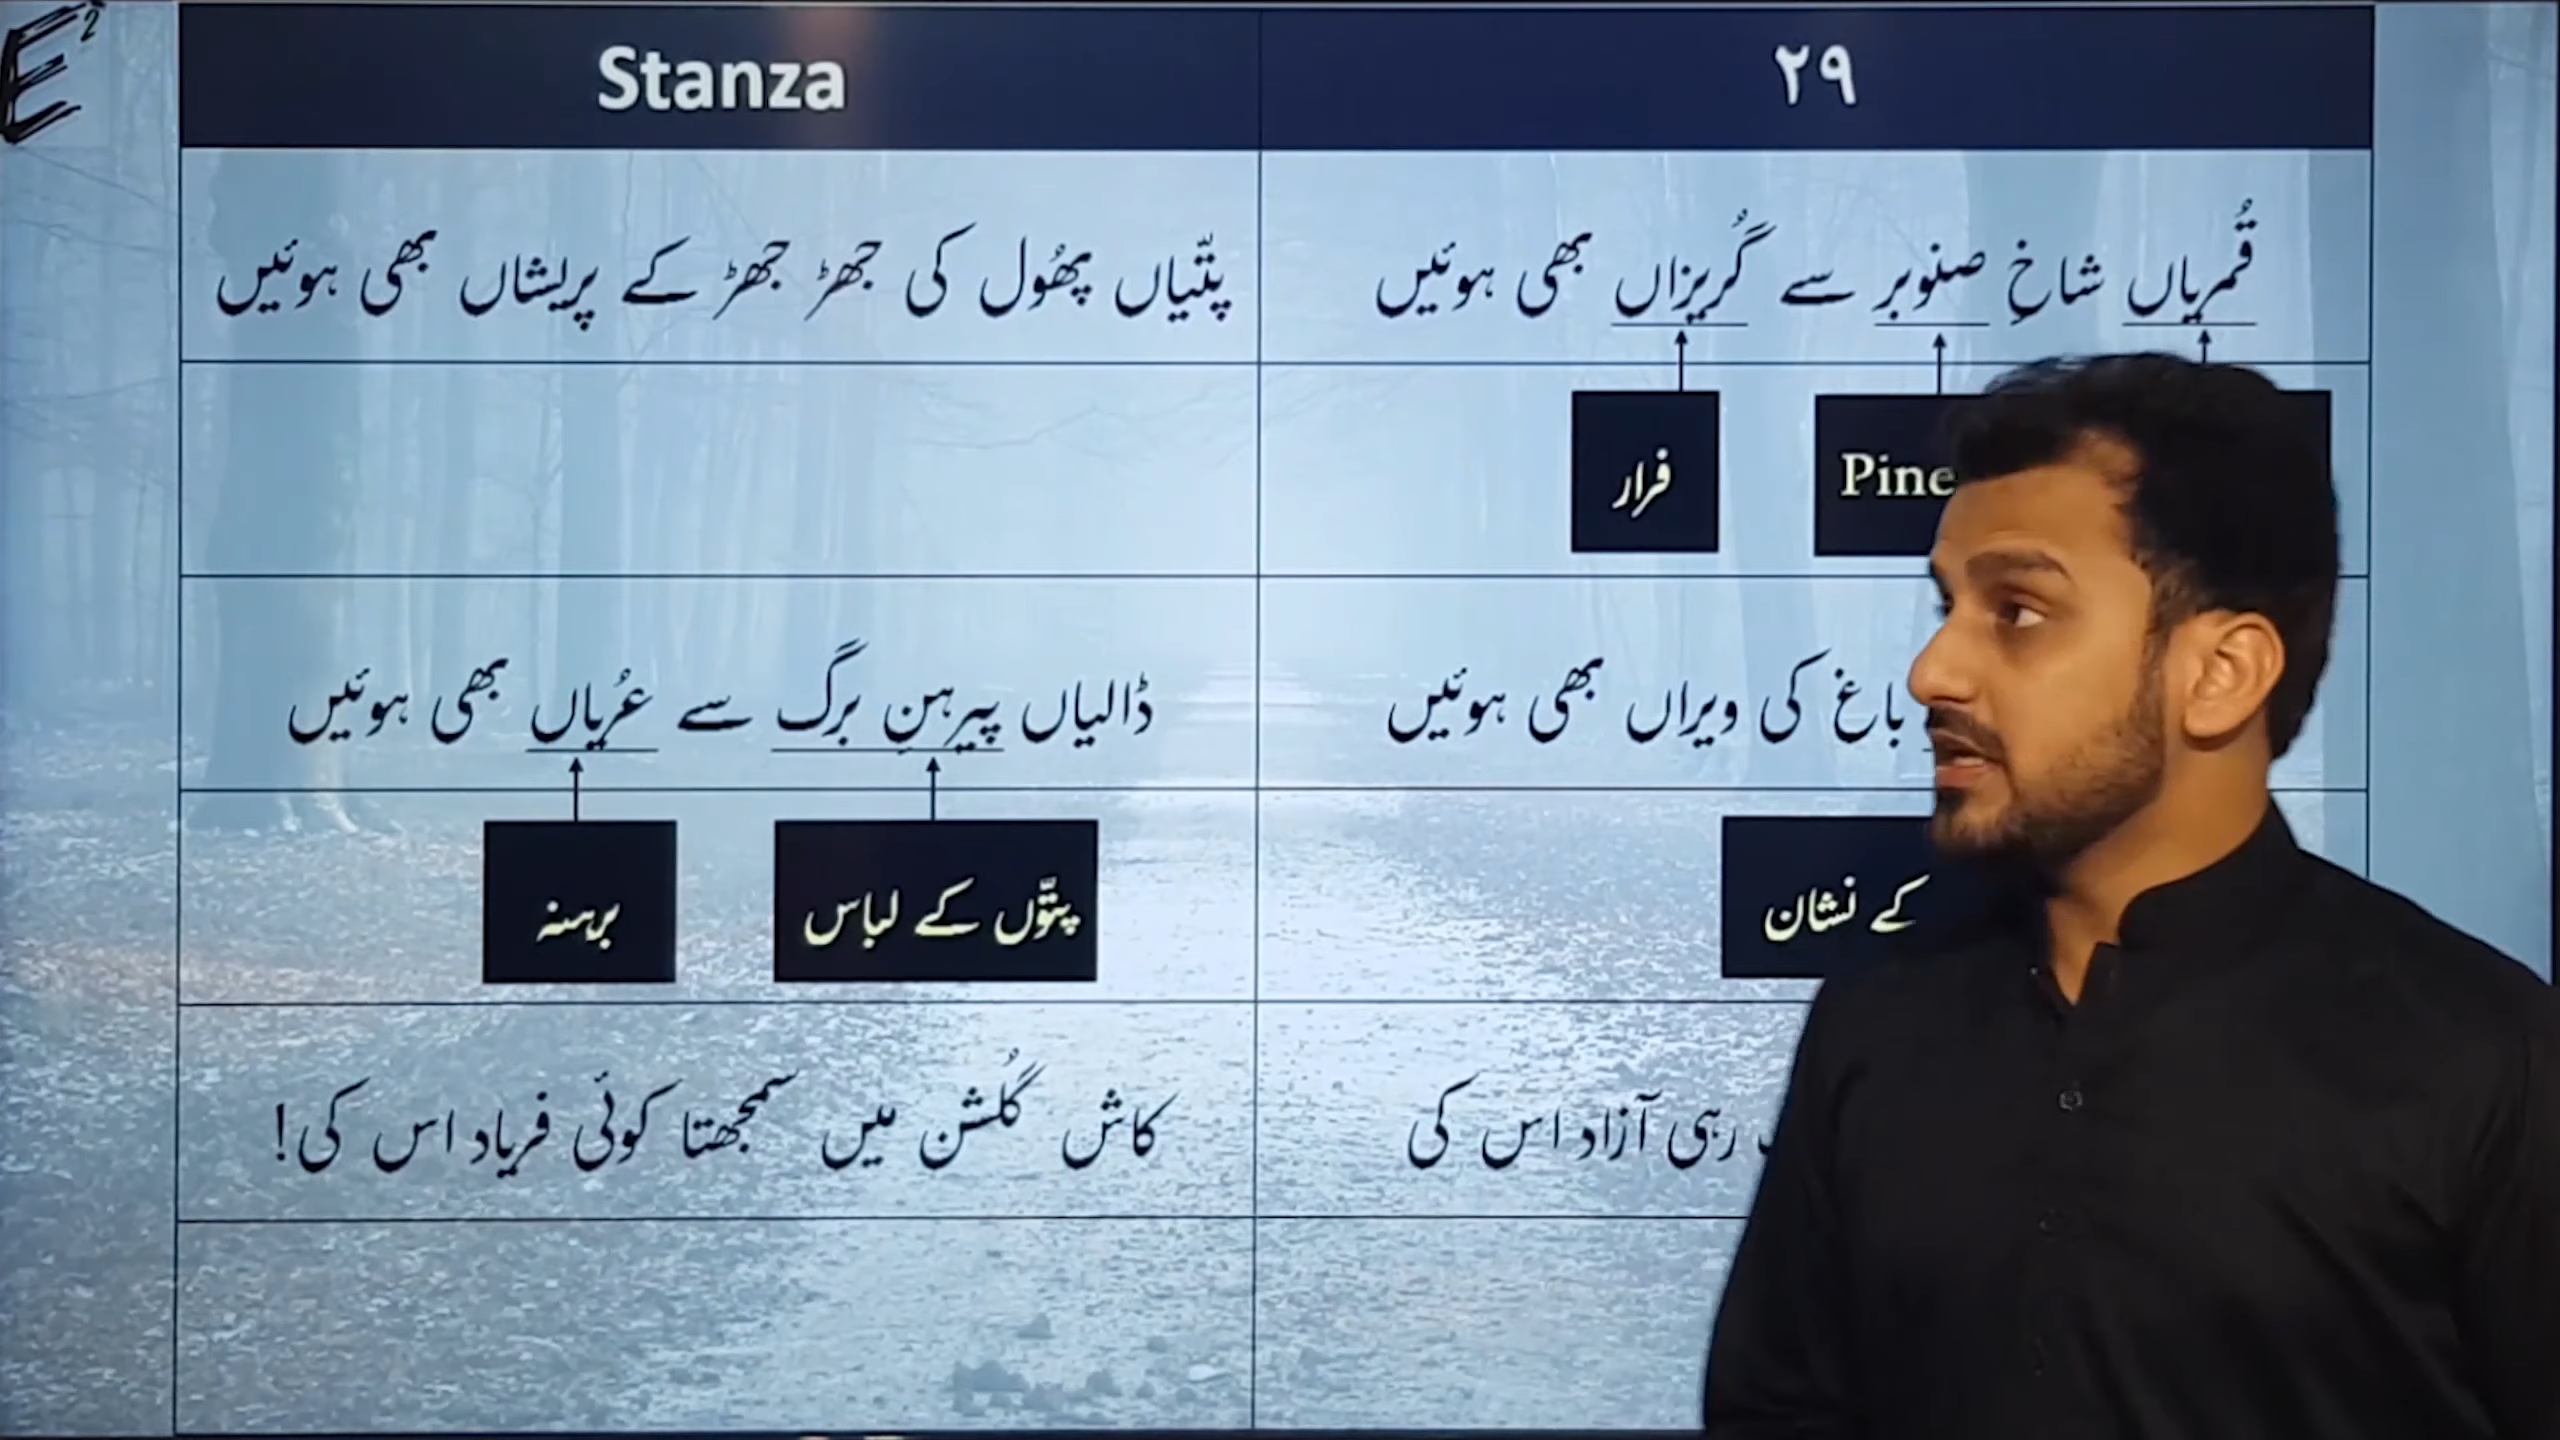 E²
Stanza ۲۹
قُمریاں شاخِ صنوبر سے گُریزاں بھی ہوئیں
پتّیاں پھُول کی جھڑ جھڑ کے پریشاں بھی ہوئیں
Pine
فرار
باغ کی ویراں بھی ہوئیں
ڈالیاں پیرہنِ برگ سے عُریاں بھی ہوئیں
کے نشان
پتّوں کے لباس
برہنہ
رہی آزاد اس کی
کاش گُلشن میں سمجھتا کوئی فریاد اس کی!